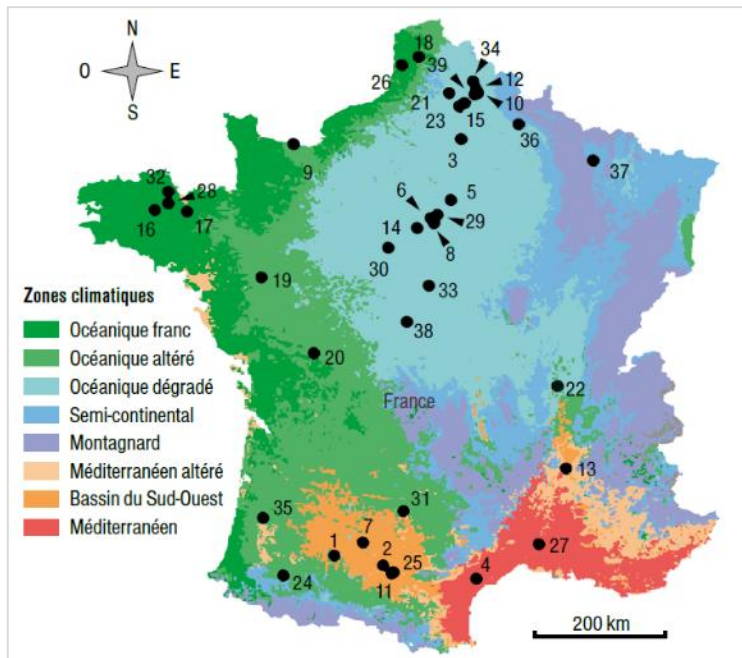 N
O E
S
18
34
39
12
26
21
10
23
15
36
3
9
37
32
28
6
5
16
17
14
29
30
8
19
33
38
20
22
Zones climatiques
Océanique franc
Océanique altéré
Océanique dégradé
Semi-continental
Montagnard
Méditerranéen altéré
Bassin du Sud-Ouest
Méditerranéen
France
13
31
35
7
1
2
25
27
24
11
4
200 km